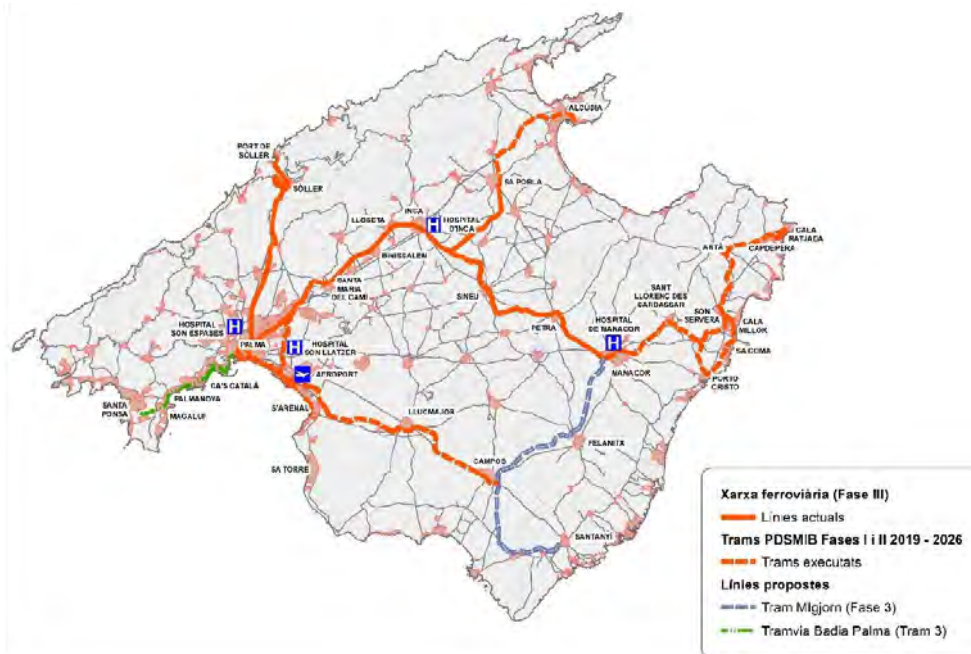 ALCÚDIA
PORT DE
SÓLLER
SÓLLER
SA POBLA
INCA
HOSPITAL
D'INCA
H
LLOSETA
BINISSALEM
CALA
RATJADA
ARTÀ
CAPDEPERA
SANTA
MARIA
DEL CAMÍ
SINEU
SANT
LLORENÇ DES
CARDASSAR
SON
SERVERA
CALA
MILLOR
HOSPITAL
SON ESPASES
H
PALMA
H
HOSPITAL
SON LLATZER
PETRA
HOSPITAL
DE MANACOR
H
SA COMA
AEROPORT
MANACOR
PORTO
CRISTO
CA'S CATALÀ
PALMANOVA
SANTA
PONSA
MAGALUF
S'ARENAL
LLUCMAJOR
FELANITX
SA TORRE
CAMPOS
SANTANYÍ
Xarxa ferroviària (Fase III)
Línies actuals
Trams PDSMIB Fases I i II 2019 - 2026
Trams executats
Línies propostes
Tram Migjorn (Fase 3)
Tramvia Badia Palma (Tram 3)